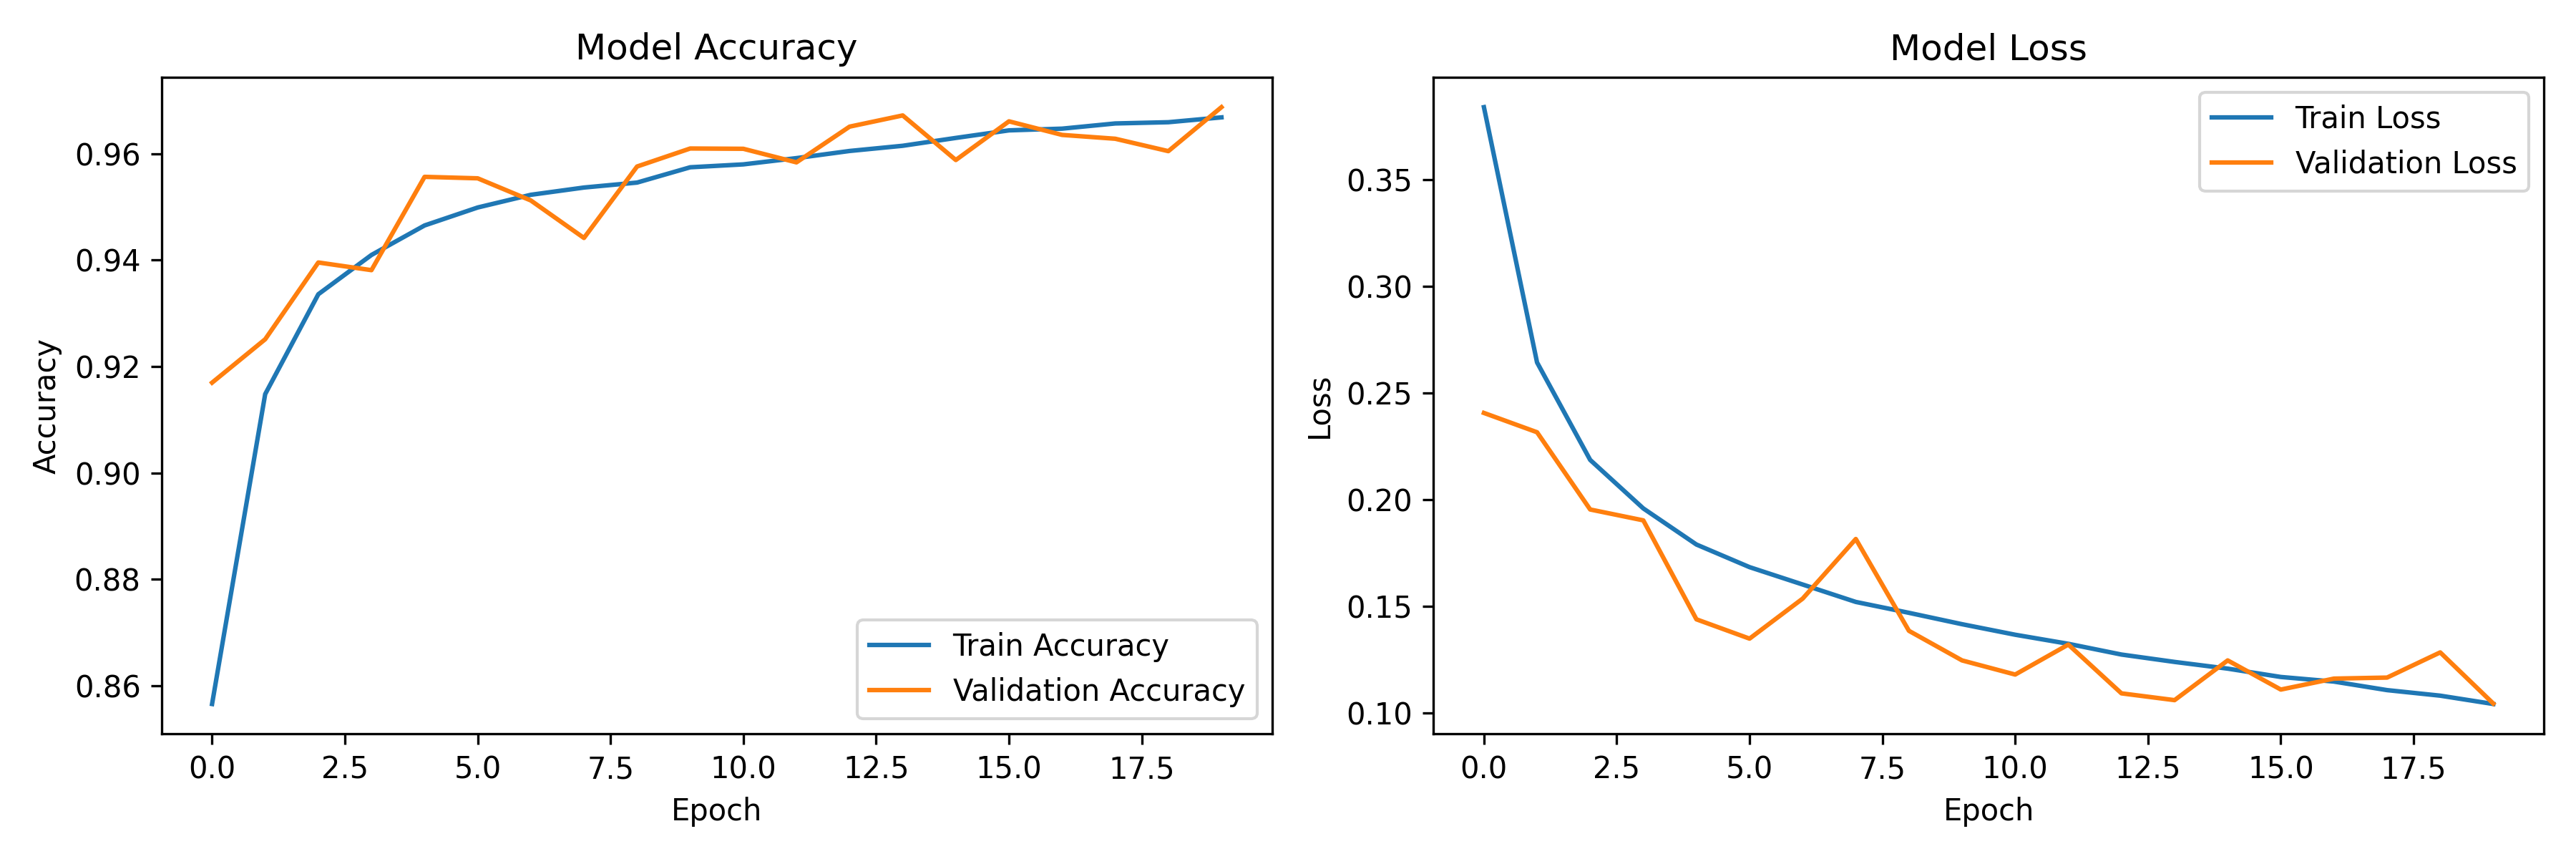 Model Accuracy
Accuracy
0.96
0.94
0.92
0.90
0.88
0.86
Train Accuracy
Validation Accuracy
0.0 2.5 5.0 7.5 10.0 12.5 15.0 17.5
Epoch
Model Loss
Loss
0.35
0.30
0.25
0.20
0.15
0.10
Train Loss
Validation Loss
0.0 2.5 5.0 7.5 10.0 12.5 15.0 17.5
Epoch